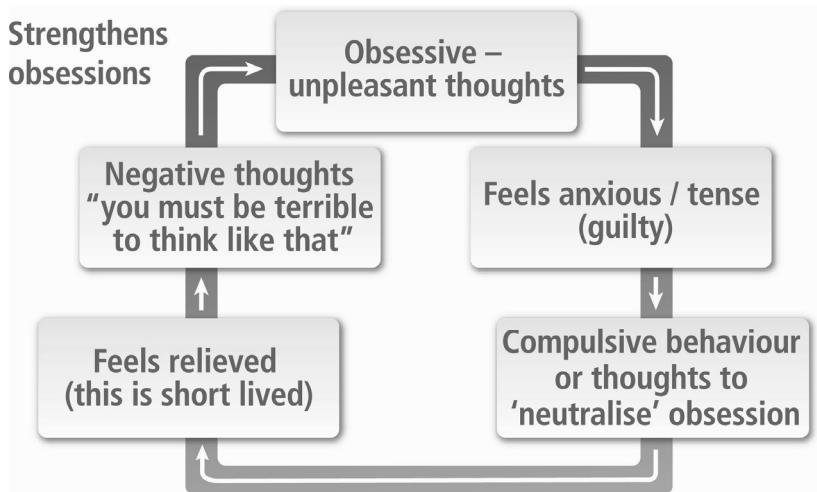 Strengthens
obsessions
Obsessive –
unpleasant thoughts
Feels anxious / tense
(guilty)
Compulsive behaviour
or thoughts to
‘neutralise’ obsession
Feels relieved
(this is short lived)
Negative thoughts
“you must be terrible
to think like that”